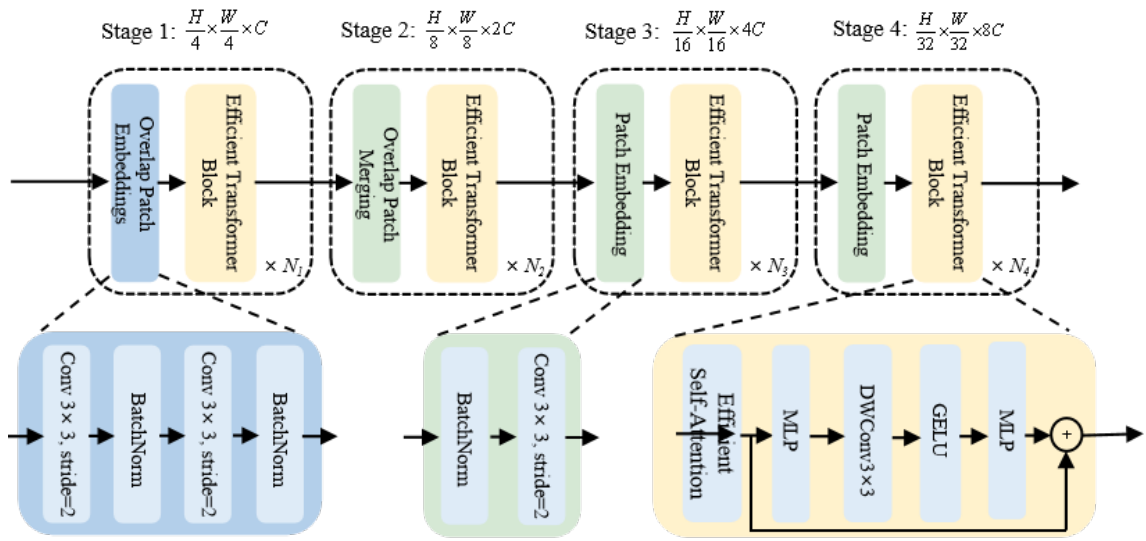 Stage 1: H/4 × W/4 × C
Stage 2: H/8 × W/8 × 2C
Stage 3: H/16 × W/16 × 4C
Stage 4: H/32 × W/32 × 8C
Overlap Patch
Embeddings
Efficient Transformer
Block
× N1
Overlap Patch
Merging
Efficient Transformer
Block
× N2
Patch Embedding
Efficient Transformer
Block
× N3
Patch Embedding
Efficient Transformer
Block
× N4
Conv 3×3, stride=2
BatchNorm
Conv 3×3, stride=2
BatchNorm
BatchNorm
Conv 3×3, stride=2
Efficient
Self-Attention
MLP
DWConv3×3
GELU
MLP
+